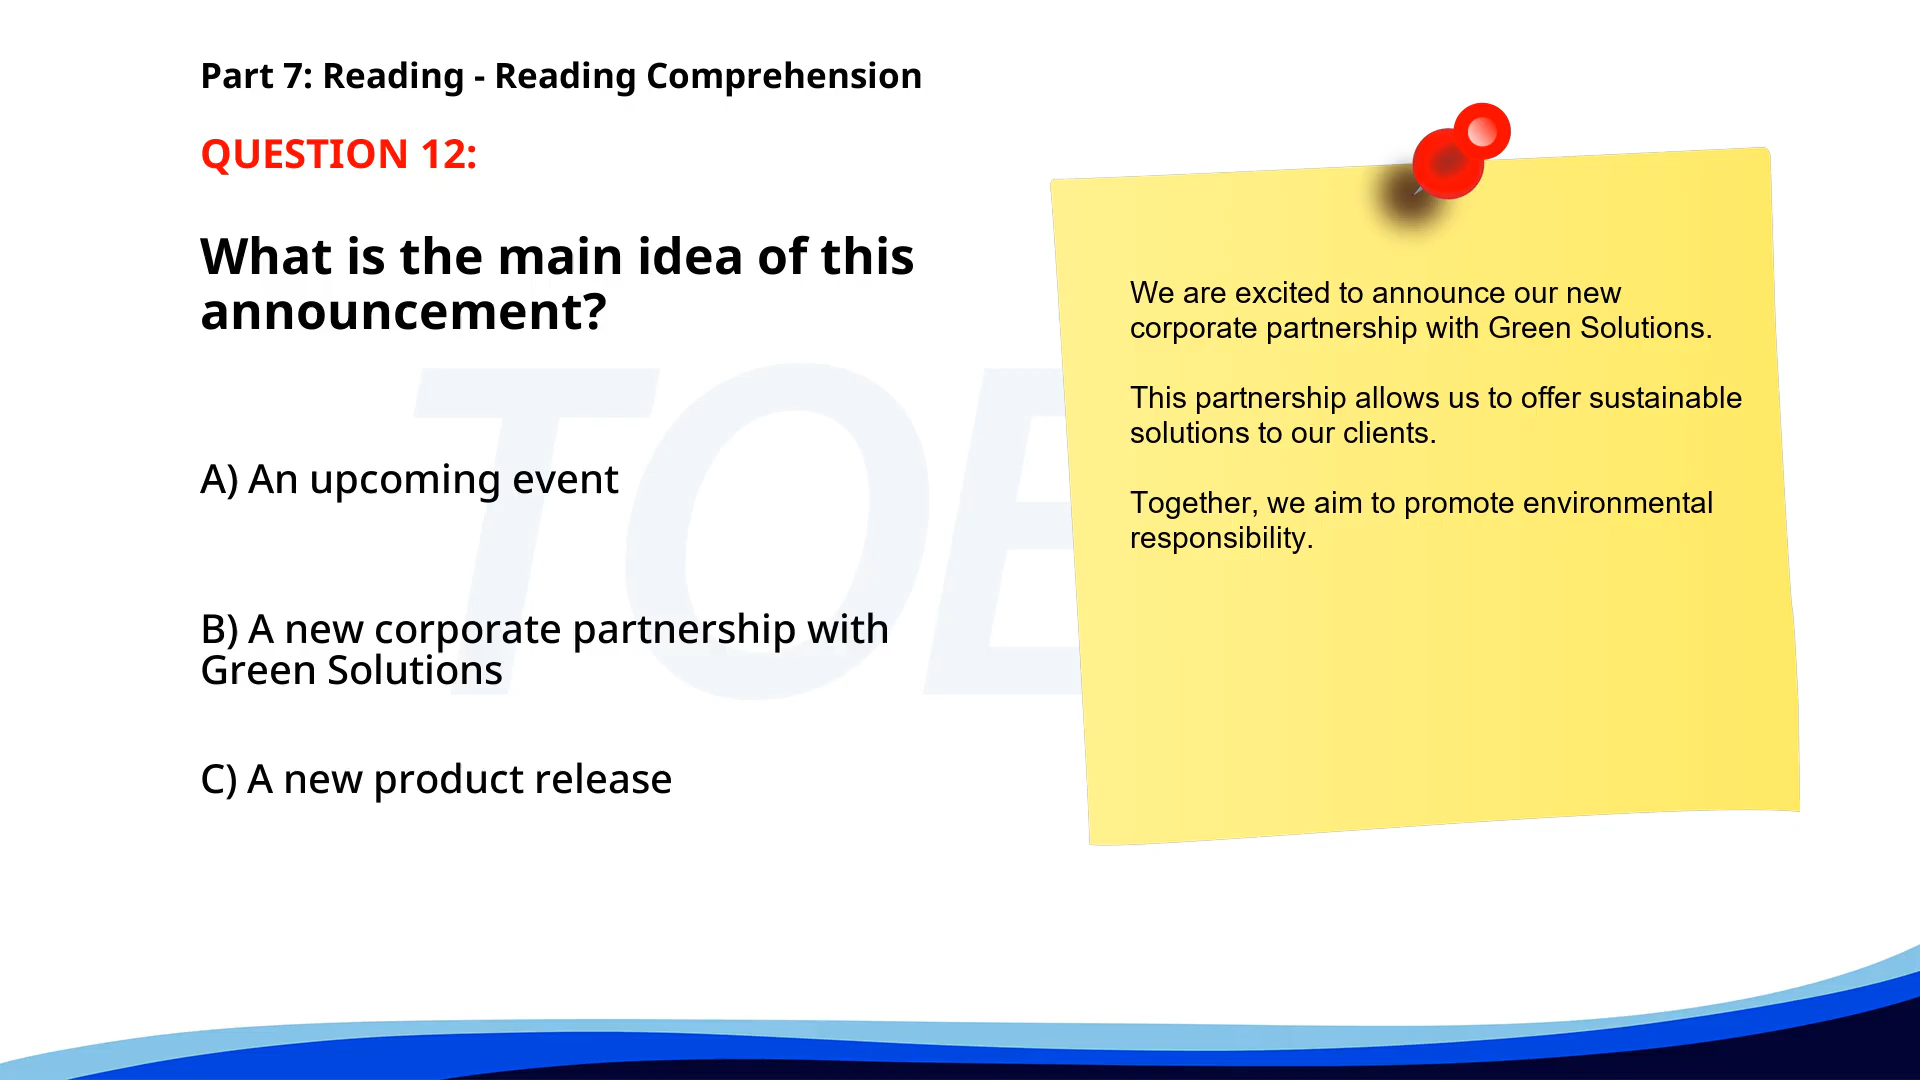 Part 7: Reading - Reading Comprehension
QUESTION 12:
What is the main idea of this
announcement?
A) An upcoming event
B) A new corporate partnership with
Green Solutions
C) A new product release
We are excited to announce our new
corporate partnership with Green Solutions.
This partnership allows us to offer sustainable
solutions to our clients.
Together, we aim to promote environmental
responsibility.
TOE